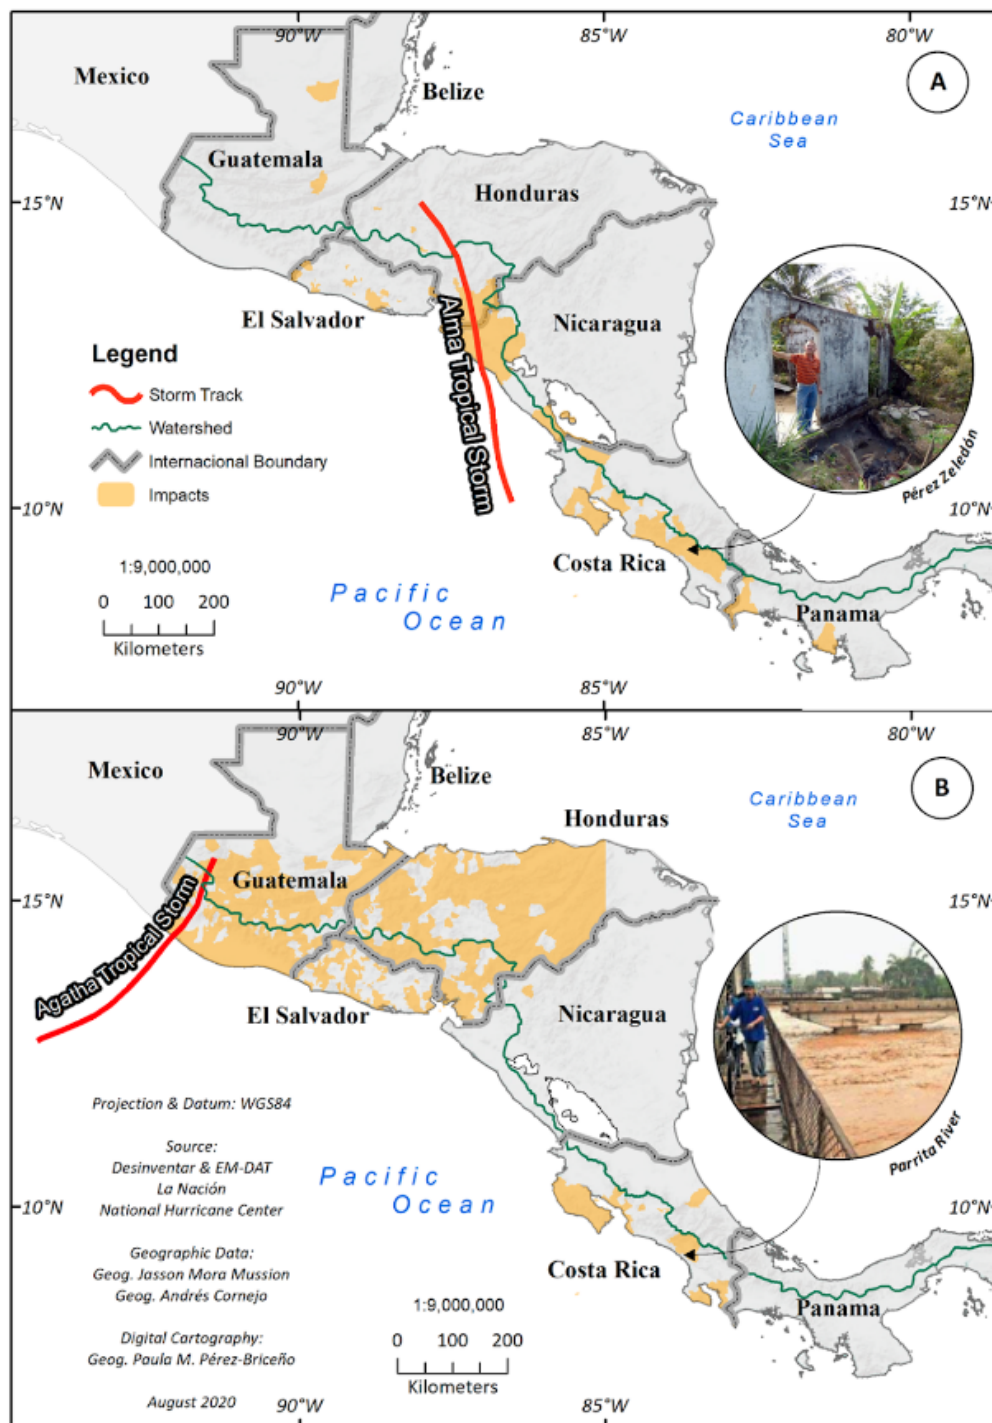 90°W
85°W
80°W
A
Mexico
Belize
Caribbean
Sea
Guatemala
Honduras
15°N
15°N
El Salvador
Nicaragua
Alma Tropical Storm
Legend
Storm Track
Watershed
Internacional Boundary
Impacts
Pérez Zeledón
10°N
10°N
Costa Rica
1:9,000,000
0 100 200
Kilometers
Pacific
Ocean
Panama
90°W
85°W
90°W
85°W
80°W
B
Mexico
Belize
Caribbean
Sea
Honduras
Guatemala
15°N
15°N
Agatha Tropical Storm
El Salvador
Nicaragua
Projection & Datum: WGS84
Source:
Desinventar & EM-DAT
La Nación
National Hurricane Center
Parrita River
Pacific
Ocean
10°N
10°N
Geographic Data:
Geog. Jasson Mora Mussion
Geog. Andrés Cornejo
Costa Rica
1:9,000,000
0 100 200
Kilometers
Panama
Digital Cartography:
Geog. Paula M. Pérez-Briceño
August 2020
90°W
85°W
80°W